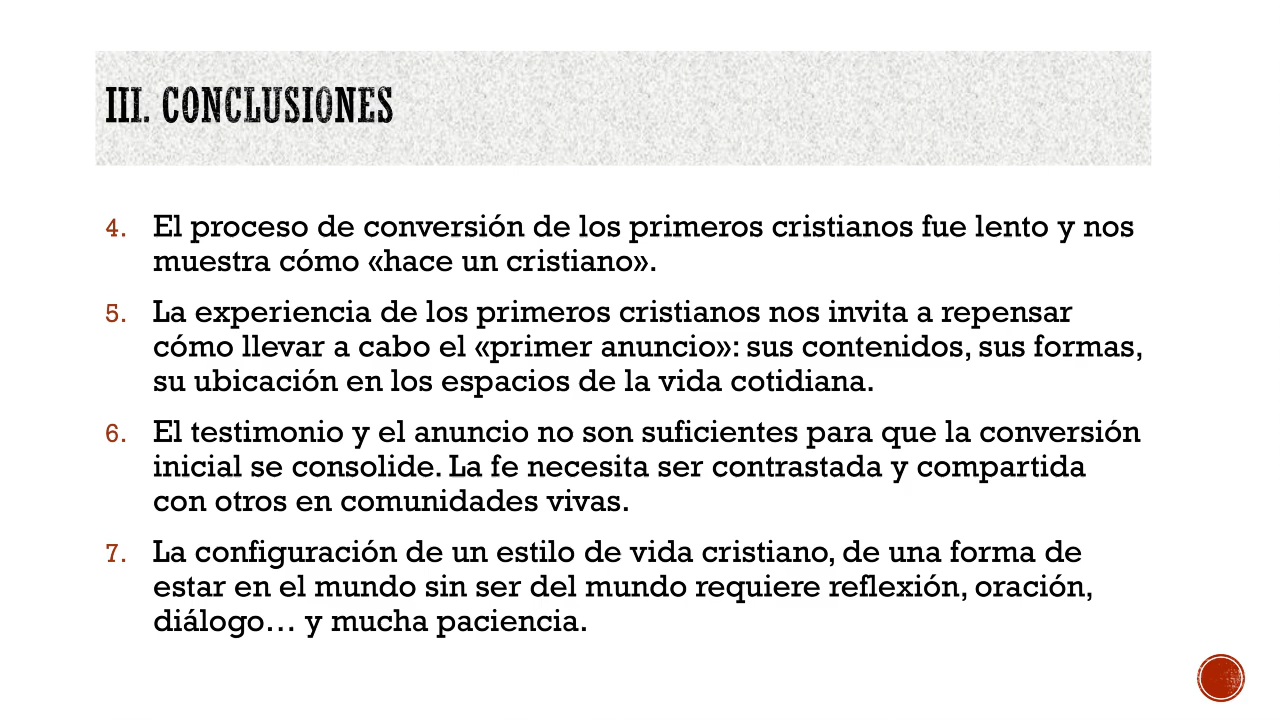 III. CONCLUSIONES
4. El proceso de conversión de los primeros cristianos fue lento y nos
muestra cómo «hace un cristiano».
5. La experiencia de los primeros cristianos nos invita a repensar
cómo llevar a cabo el «primer anuncio»: sus contenidos, sus formas,
su ubicación en los espacios de la vida cotidiana.
6. El testimonio y el anuncio no son suficientes para que la conversión
inicial se consolide. La fe necesita ser contrastada y compartida
con otros en comunidades vivas.
7. La configuración de un estilo de vida cristiano, de una forma de
estar en el mundo sin ser del mundo requiere reflexión, oración,
diálogo… y mucha paciencia.